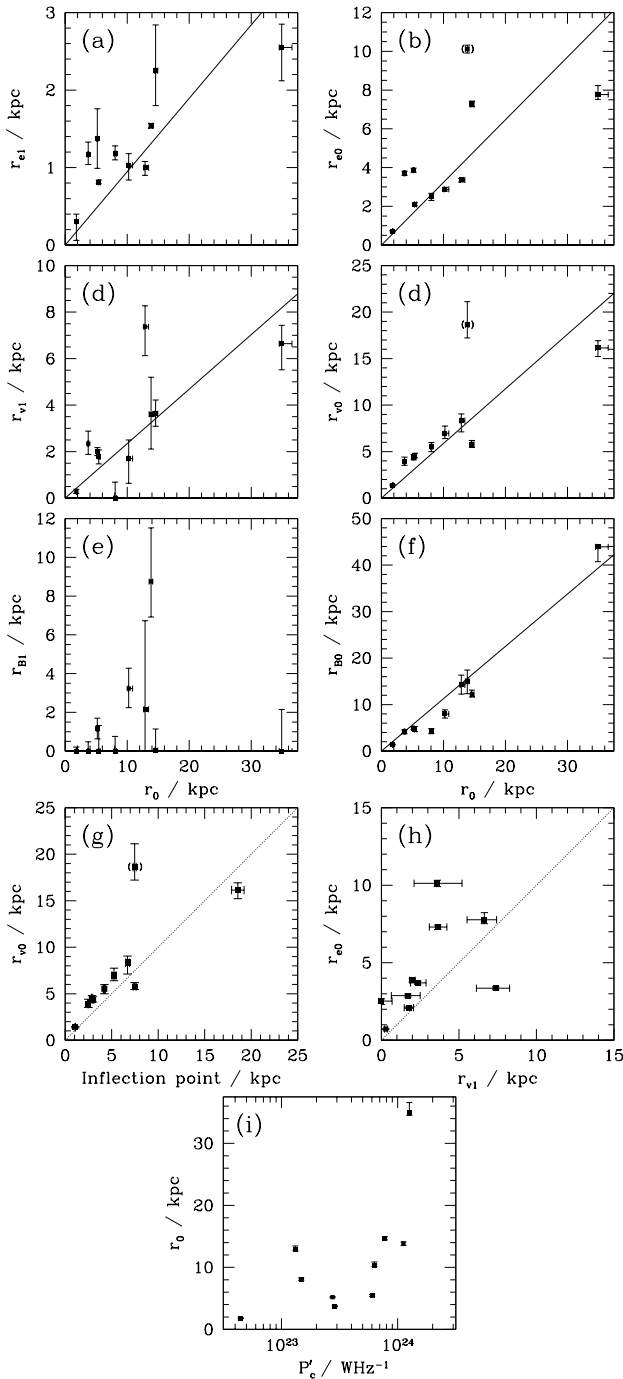 (a)
3
2
1
0
r_e1 / kpc
(b)
12
10
8
6
4
2
0
r_e0 / kpc
(d)
10
8
6
4
2
0
r_v1 / kpc
(d)
25
20
15
10
5
0
r_v0 / kpc
(e)
12
10
8
6
4
2
0
r_B1 / kpc
0 10 20 30
r_0 / kpc
(f)
50
40
30
20
10
0
r_B0 / kpc
0 10 20 30
r_0 / kpc
(g)
25
20
15
10
5
0
r_v0 / kpc
0 5 10 15 20 25
Inflection point / kpc
(h)
15
10
5
0
r_e0 / kpc
0 5 10 15
r_v1 / kpc
(i)
30
20
10
0
r_0 / kpc
10^23 10^24
P'_c / WHz^-1